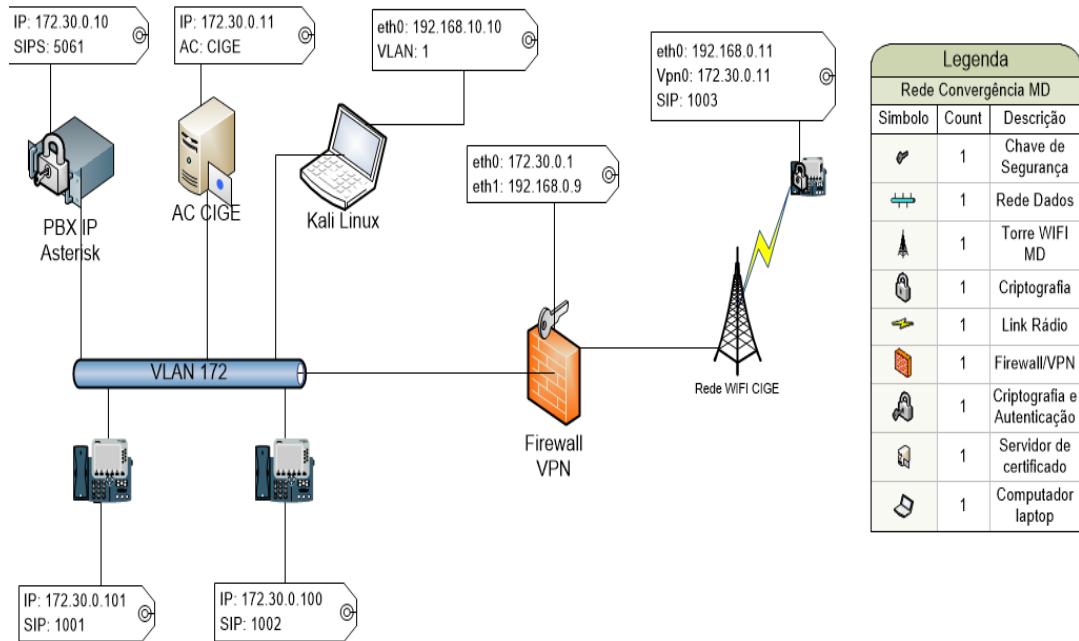 IP: 172.30.0.10
SIPS: 5061
IP: 172.30.0.11
AC: CIGE
eth0: 192.168.10.10
VLAN: 1
eth0: 192.168.0.11
Vpn0: 172.30.0.11
SIP: 1003
eth0: 172.30.0.1
eth1: 192.168.0.9
PBX IP
Asterisk
AC CIGE
Kali Linux
VLAN 172
Firewall
VPN
Rede WIFI CIGE
IP: 172.30.0.101
SIP: 1001
IP: 172.30.0.100
SIP: 1002
Legenda
Rede Convergência MD
Símbolo Count Descrição
1 Chave de
Segurança
1 Rede Dados
1 Torre WIFI
MD
1 Criptografia
1 Link Rádio
1 Firewall/VPN
1 Criptografia e
Autenticação
1 Servidor de
certificado
1 Computador
laptop